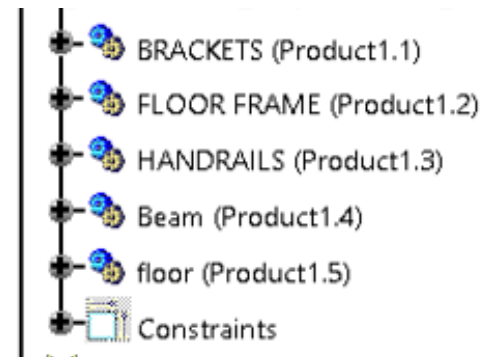 BRACKETS (Product1.1)
FLOOR FRAME (Product1.2)
HANDRAILS (Product1.3)
Beam (Product1.4)
floor (Product1.5)
Constraints